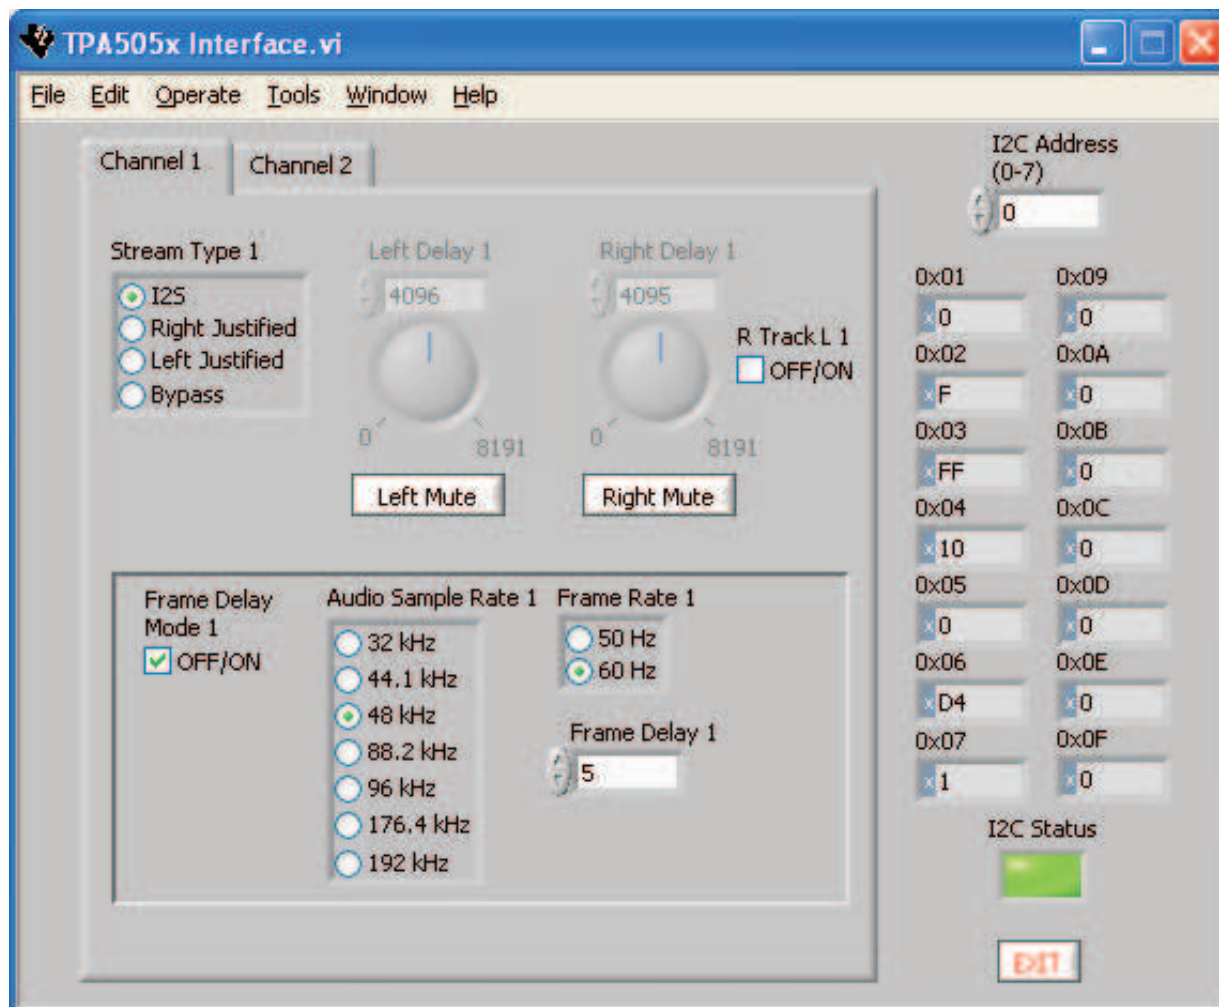 TPA505x Interface.vi
File Edit Operate Tools Window Help
Channel 1
Channel 2
Stream Type 1
I2S
Right Justified
Left Justified
Bypass
Left Delay 1
4096
0
8191
Left Mute
Right Delay 1
4095
0
8191
Right Mute
R Track L 1
OFF/ON
Frame Delay
Mode 1
OFF/ON
Audio Sample Rate 1
32 kHz
44.1 kHz
48 kHz
88.2 kHz
96 kHz
176.4 kHz
192 kHz
Frame Rate 1
50 Hz
60 Hz
Frame Delay 1
5
I2C Address
(0-7)
0
0x01 0x09
x 0 x 0
0x02 0x0A
x F x 0
0x03 0x0B
x FF x 0
0x04 0x0C
x 10 x 0
0x05 0x0D
x 0 x 0
0x06 0x0E
x D4 x 0
0x07 0x0F
x 1 x 0
I2C Status
EXIT